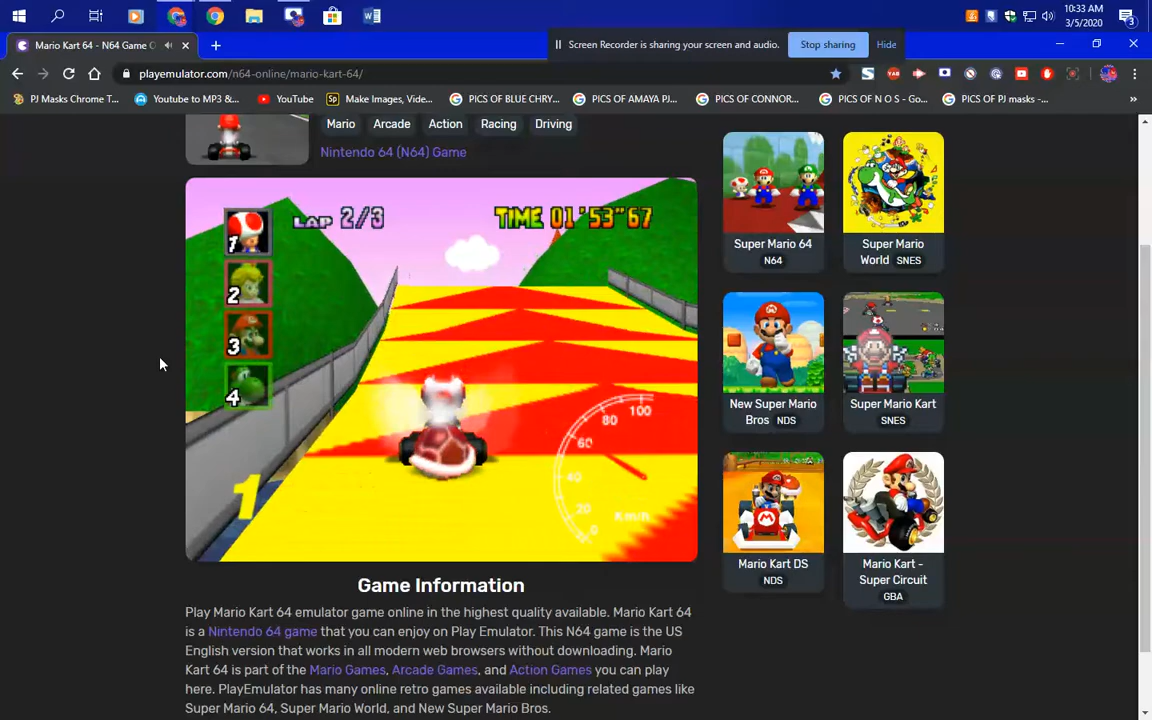 10:33 AM
3/5/2020
3
Mario Kart 64 - N64 Game O
Screen Recorder is sharing your screen and audio.
Stop sharing
Hide
playemulator.com/n64-online/mario-kart-64/
PJ Masks Chrome T...
Youtube to MP3 &...
YouTube
Make Images, Vide...
PICS OF BLUE CHRY...
PICS OF AMAYA PJ...
PICS OF CONNOR...
PICS OF N O S - Go...
PICS OF PJ masks -...
Mario
Arcade
Action
Racing
Driving
Nintendo 64 (N64) Game
LAP 2/3
TIME 01'53"67
1
2
3
4
1
100
80
60
40
20
0
Km/h
Super Mario 64
N64
Super Mario
World SNES
New Super Mario
Bros NDS
Super Mario Kart
SNES
Mario Kart DS
NDS
Mario Kart -
Super Circuit
GBA
Game Information
Play Mario Kart 64 emulator game online in the highest quality available. Mario Kart 64
is a Nintendo 64 game that you can enjoy on Play Emulator. This N64 game is the US
English version that works in all modern web browsers without downloading. Mario
Kart 64 is part of the Mario Games, Arcade Games, and Action Games you can play
here. PlayEmulator has many online retro games available including related games like
Super Mario 64, Super Mario World, and New Super Mario Bros.